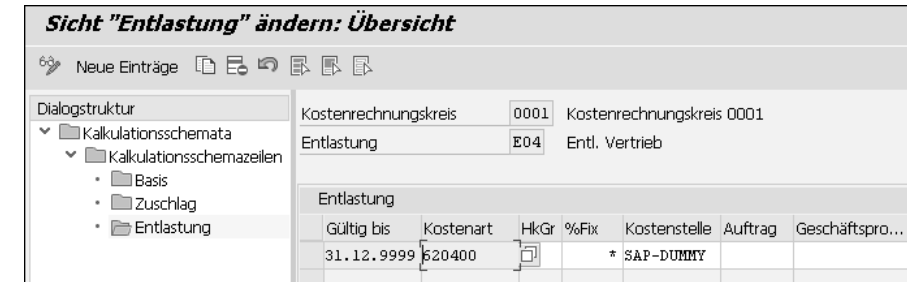 Sicht "Entlastung" ändern: Übersicht
Neue Einträge
Dialogstruktur
Kalkulationsschemata
Kalkulationsschemazeilen
Basis
Zuschlag
Entlastung
Kostenrechnungskreis 0001 Kostenrechnungskreis 0001
Entlastung E04 Entl. Vertrieb
Entlastung
Gültig bis Kostenart HkGr %Fix Kostenstelle Auftrag Geschäftspro...
31.12.9999 620400 * SAP-DUMMY